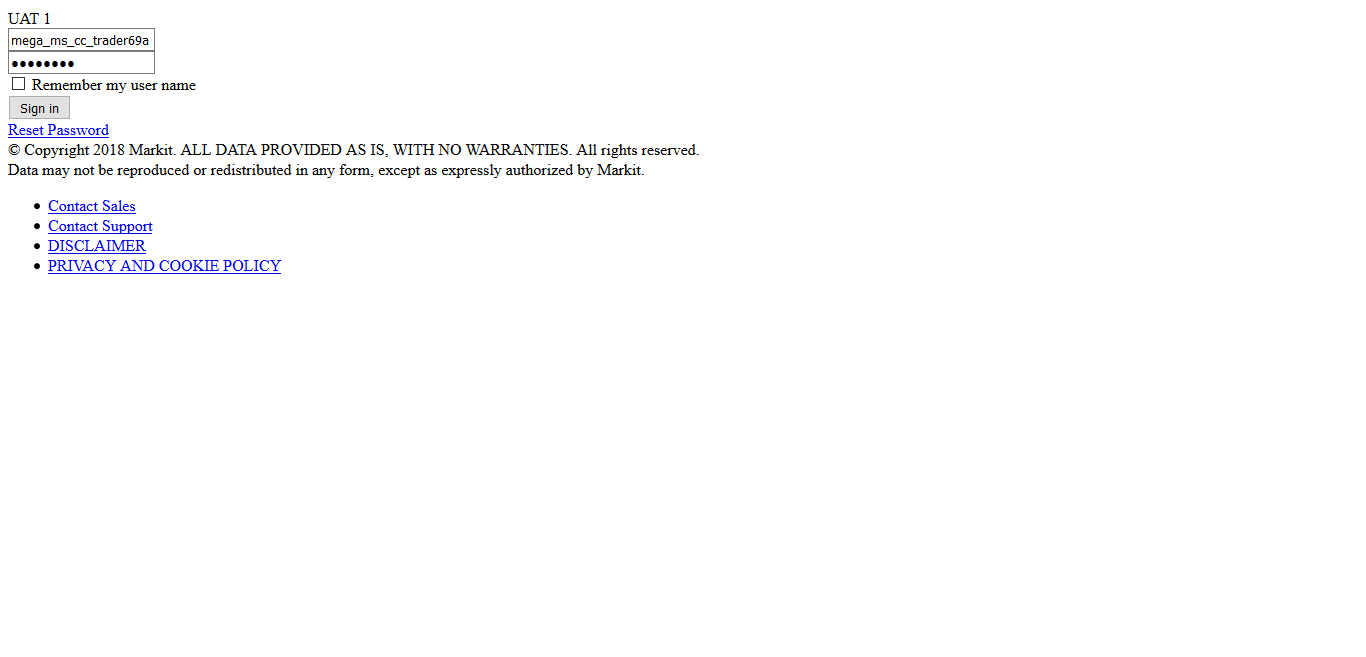 UAT 1
mega_ms_cc_trader69a
●●●●●●●●
Remember my user name
Sign in
Reset Password
© Copyright 2018 Markit. ALL DATA PROVIDED AS IS, WITH NO WARRANTIES. All rights reserved.
Data may not be reproduced or redistributed in any form, except as expressly authorized by Markit.
Contact Sales
Contact Support
DISCLAIMER
PRIVACY AND COOKIE POLICY